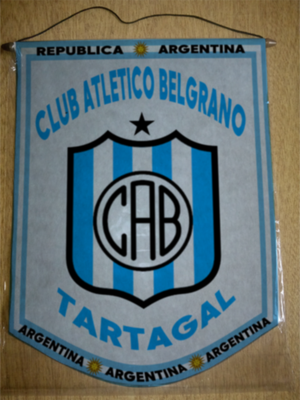 REPUBLICA ARGENTINA
CLUB ATLETICO BELGRANO
CAB
TARTAGAL
ARGENTINA ARGENTINA ARGENTINA